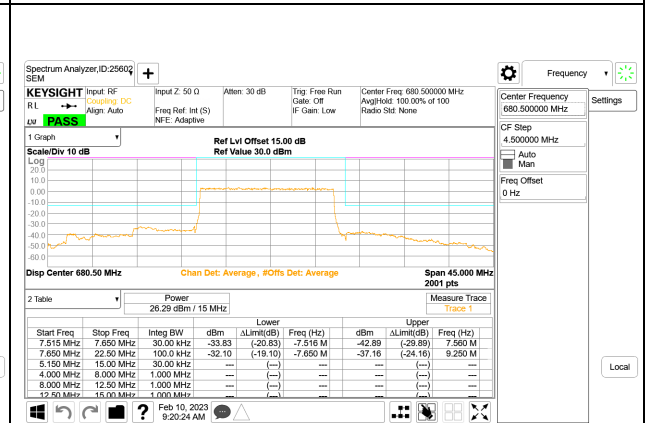 Spectrum Analyzer,ID:25602
SEM
Frequency
KEYSIGHT
Input: RF
Input Z: 50 Ω
Atten: 30 dB
Trig: Free Run
Center Freq: 680.500000 MHz
R L
Coupling: DC
Gate: Off
Avg|Hold: 100.00% of 100
Align: Auto
Freq Ref: Int (S)
IF Gain: Low
Radio Std: None
NFE: Adaptive
PASS
Center Frequency
680.500000 MHz
Settings
CF Step
4.500000 MHz
Auto
Man
Freq Offset
0 Hz
1 Graph
Ref Lvl Offset 15.00 dB
Scale/Div 10 dB
Ref Value 30.0 dBm
Log
20.0
10.0
0.00
-10.0
-20.0
-30.0
-40.0
-50.0
-60.0
Disp Center 680.50 MHz
Chan Det: Average , #Offs Det: Average
Span 45.000 MHz
2001 pts
2 Table
Power
26.29 dBm / 15 MHz
Measure Trace
Trace 1
Lower Upper
Start Freq Stop Freq Integ BW dBm ΔLimit(dB) Freq (Hz) dBm ΔLimit(dB) Freq (Hz)
7.515 MHz 7.650 MHz 30.00 kHz -33.83 (-20.83) -7.516 M -42.89 (-29.89) 7.560 M
7.650 MHz 22.50 MHz 100.0 kHz -32.10 (-19.10) -7.650 M -37.16 (-24.16) 9.250 M
5.150 MHz 15.00 MHz 30.00 kHz --- (---) --- (---)
4.000 MHz 8.000 MHz 1.000 MHz --- (---) --- (---)
8.000 MHz 12.50 MHz 1.000 MHz --- (---) --- (---)
12.50 MHz 15.00 MHz 1.000 MHz --- (---) --- (---)
Local
?
Feb 10, 2023
9:20:24 AM